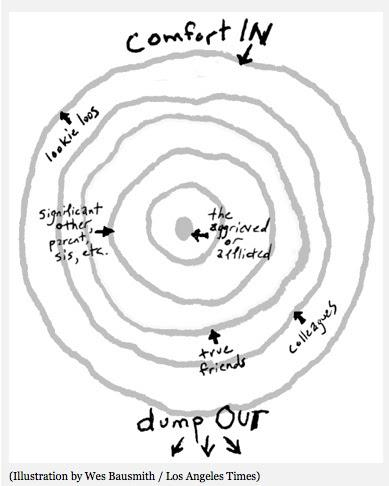 Comfort IN
lookie loos
significant
other,
parent,
sis, etc.
the
aggrieved
or
afflicted
true
friends
colleagues
dump OUT
(Illustration by Wes Bausmith / Los Angeles Times)